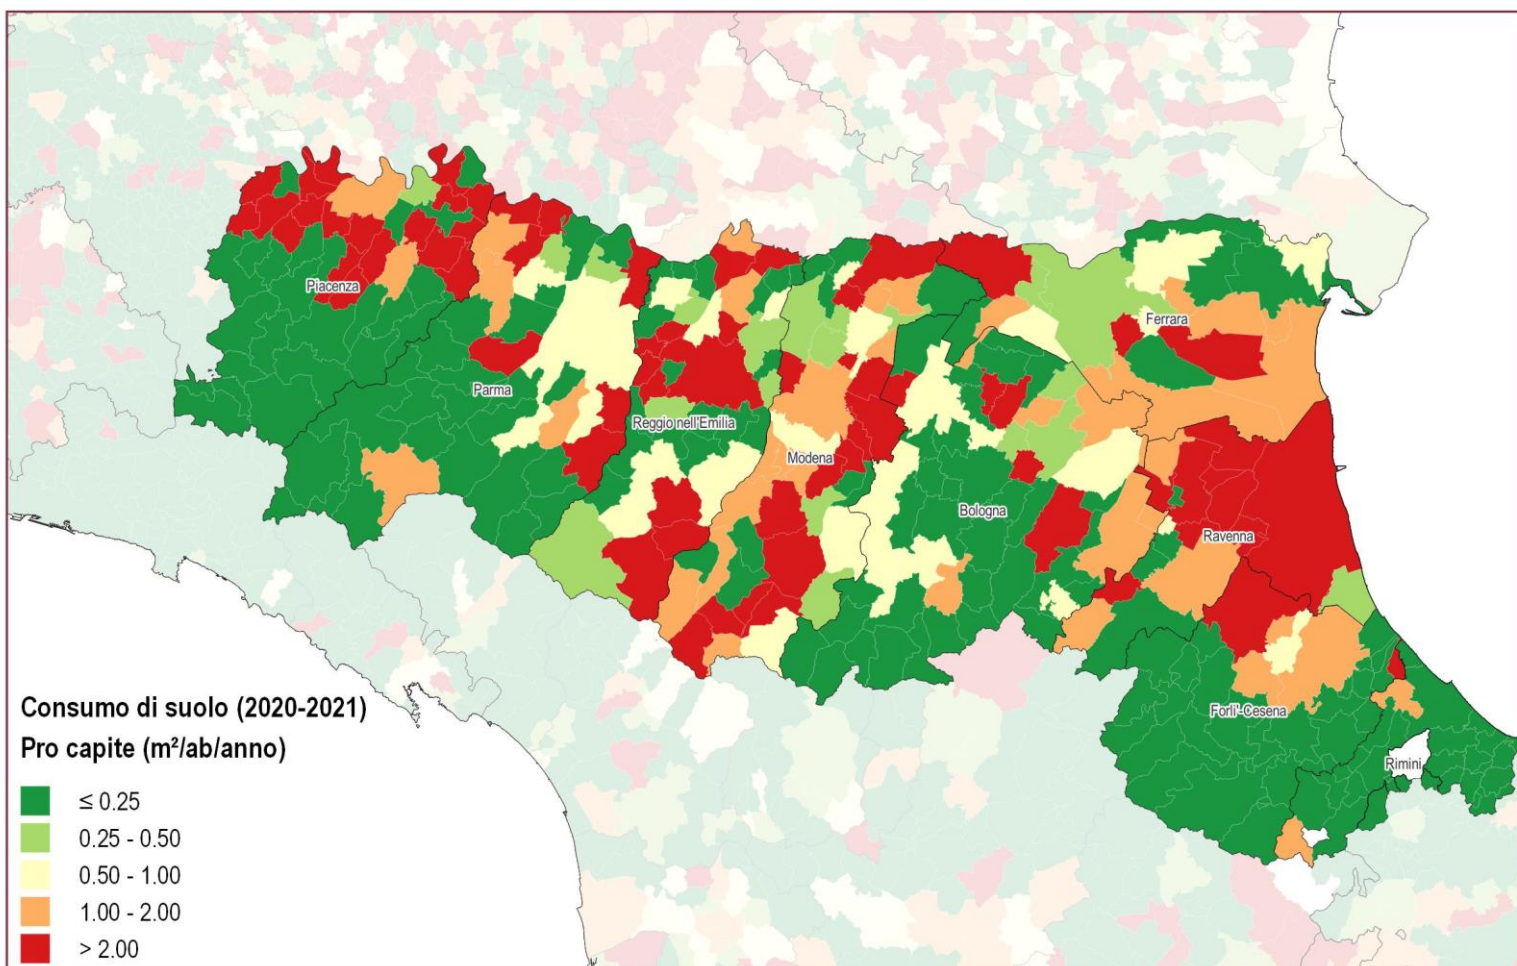 Piacenza
Parma
Reggio nell'Emilia
Modena
Bologna
Ferrara
Ravenna
Forli'-Cesena
Rimini
Consumo di suolo (2020-2021)
Pro capite (m²/ab/anno)
≤ 0.25
0.25 - 0.50
0.50 - 1.00
1.00 - 2.00
> 2.00